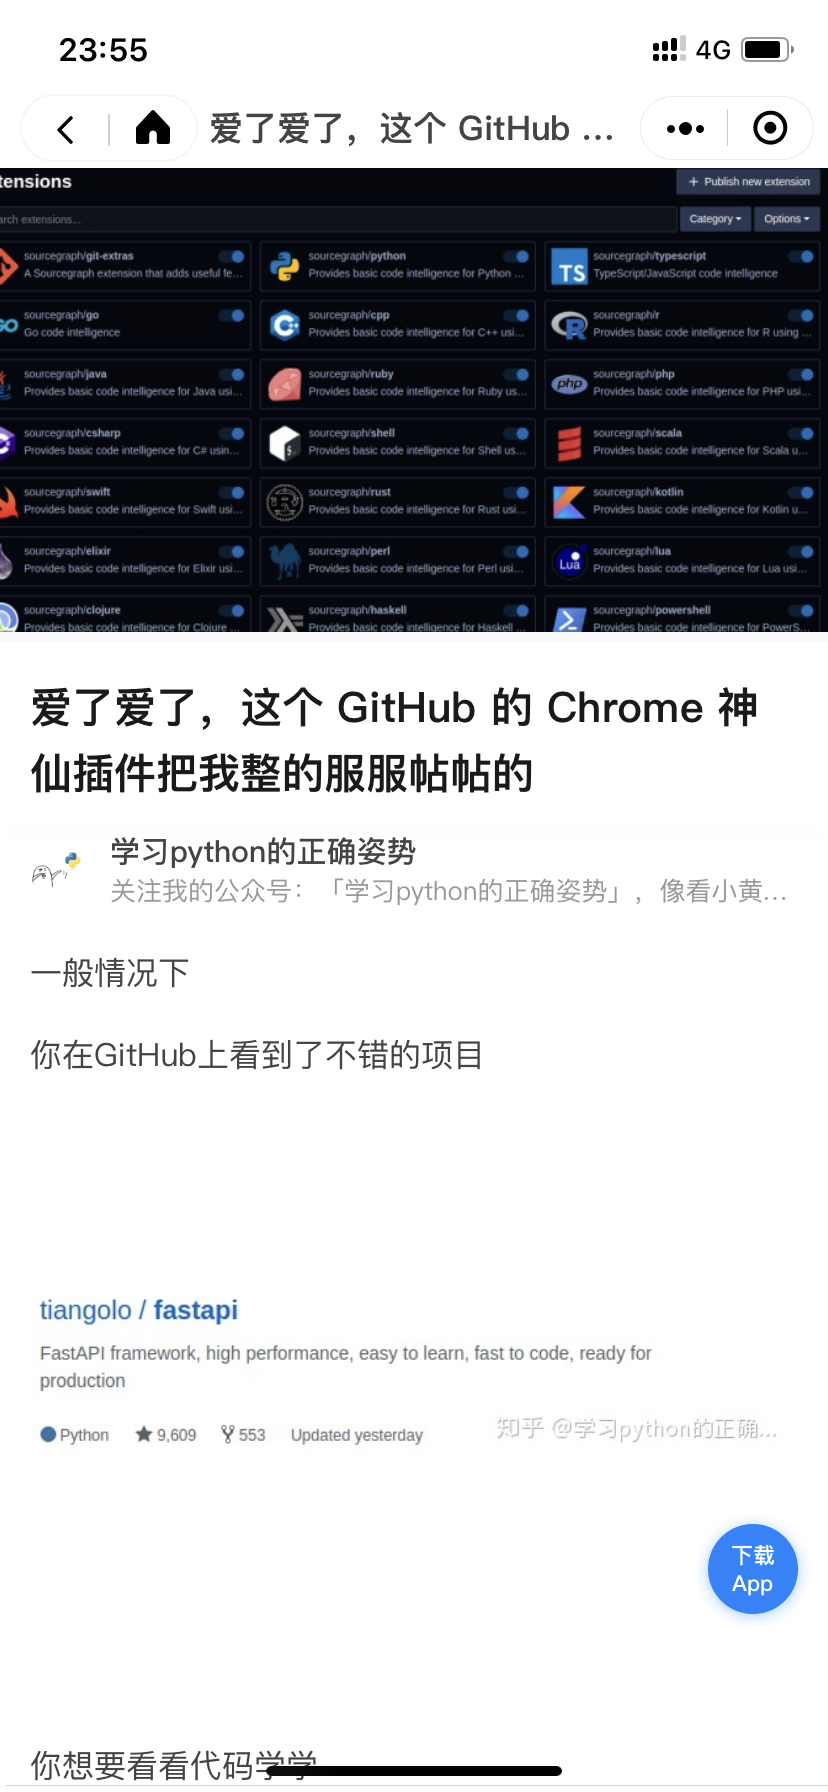 23:55
4G
爱了爱了，这个 GitHub ...
tensions
+ Publish new extension
arch extensions...
Category
Options
sourcegraph/git-extras
A Sourcegraph extension that adds useful fe...
sourcegraph/python
Provides basic code intelligence for Python ...
TS
sourcegraph/typescript
TypeScript/JavaScript code intelligence
GO
sourcegraph/go
Go code intelligence
C
sourcegraph/cpp
Provides basic code intelligence for C++ usi...
R
sourcegraph/r
Provides basic code intelligence for R using ...
sourcegraph/java
Provides basic code intelligence for Java usi...
sourcegraph/ruby
Provides basic code intelligence for Ruby us...
php
sourcegraph/php
Provides basic code intelligence for PHP usi...
sourcegraph/csharp
Provides basic code intelligence for C# usin...
$
sourcegraph/shell
Provides basic code intelligence for Shell us...
sourcegraph/scala
Provides basic code intelligence for Scala u...
sourcegraph/swift
Provides basic code intelligence for Swift usi...
R
sourcegraph/rust
Provides basic code intelligence for Rust usi...
sourcegraph/kotlin
Provides basic code intelligence for Kotlin u...
sourcegraph/elixir
Provides basic code intelligence for Elixir usi...
sourcegraph/perl
Provides basic code intelligence for Perl usi...
Lua
sourcegraph/lua
Provides basic code intelligence for Lua usi...
sourcegraph/clojure
Provides basic code intelligence for Clojure ...
sourcegraph/haskell
Provides basic code intelligence for Haskell ...
sourcegraph/powershell
Provides basic code intelligence for PowerS...
爱了爱了，这个 GitHub 的 Chrome 神
仙插件把我整的服服帖帖的
学习python的正确姿势
关注我的公众号：「学习python的正确姿势」，像看小黄...
一般情况下
你在GitHub上看到了不错的项目
tiangolo / fastapi
FastAPI framework, high performance, easy to learn, fast to code, ready for
production
Python
9,609
553
Updated yesterday
知乎 @学习python的正确...
下载
App
你想要看看代码学学